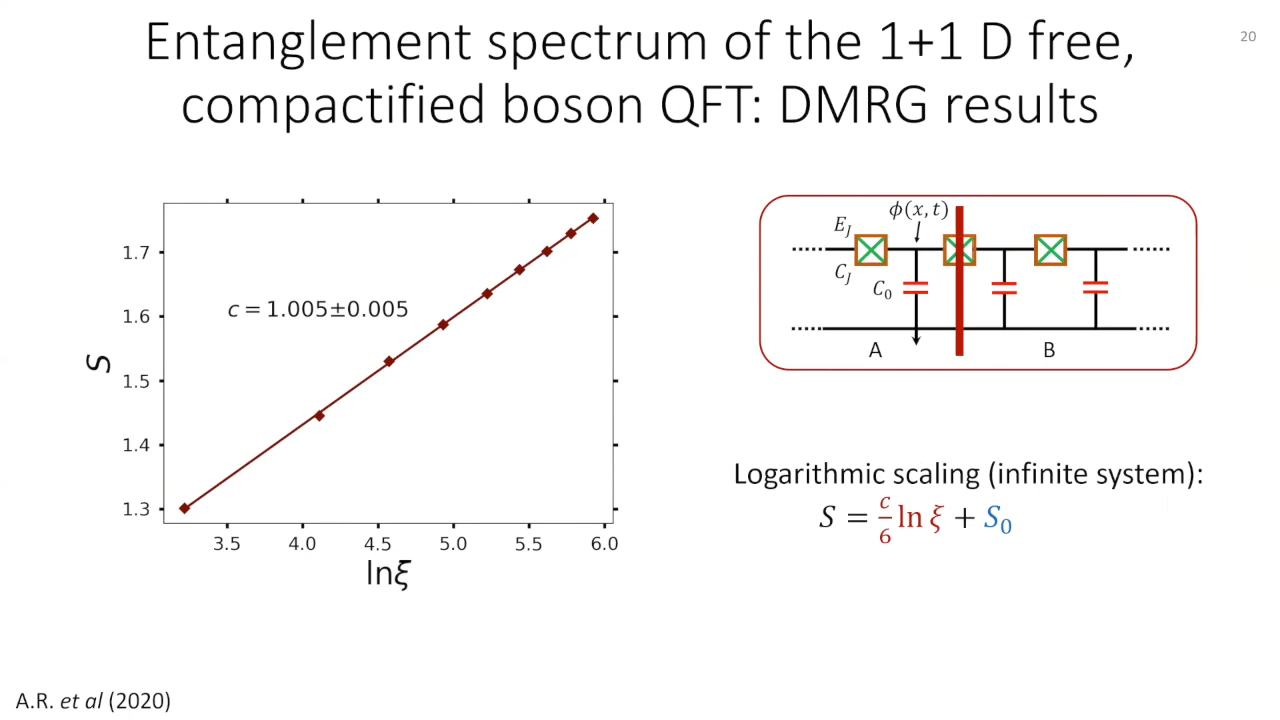 Entanglement spectrum of the 1+1 D free,
20
compactified boson QFT: DMRG results
S
1.7
1.6
1.5
1.4
1.3
c = 1.005±0.005
3.5 4.0 4.5 5.0 5.5 6.0
lnξ
ϕ(x, t)
E_J
C_J
C_0
A B
Logarithmic scaling (infinite system):
S = c/6 ln ξ + S_0
A.R. et al (2020)